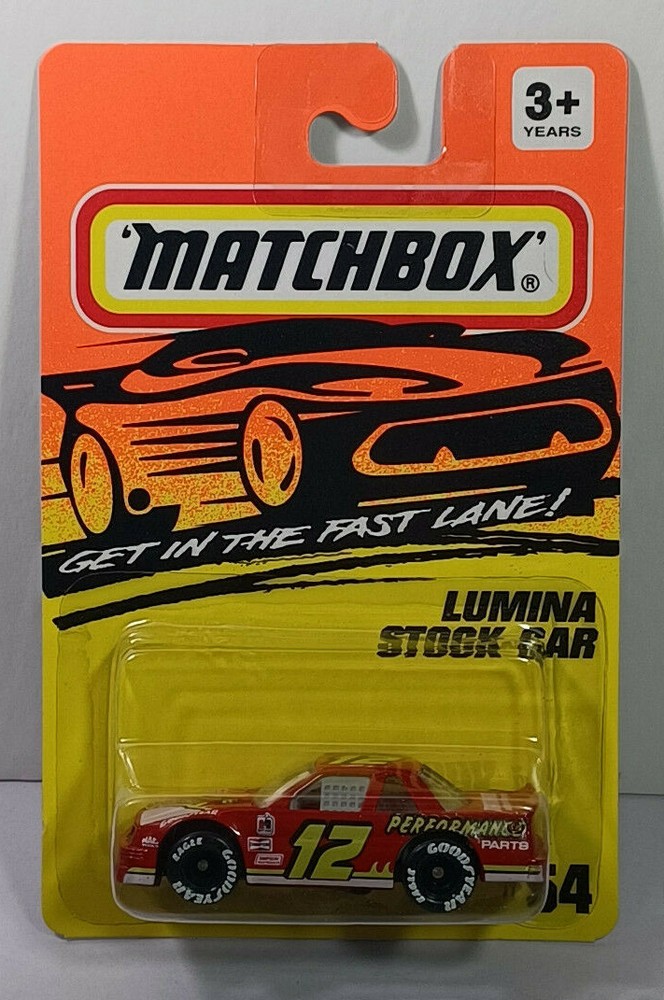 3+
YEARS
'MATCHBOX'®
GET IN THE FAST LANE!
LUMINA
STOCK CAR
GOODYEAR
PERFORMANCE
PARTS
12
EAGLE
GOODYEAR
GOODYEAR
EAGLE
54